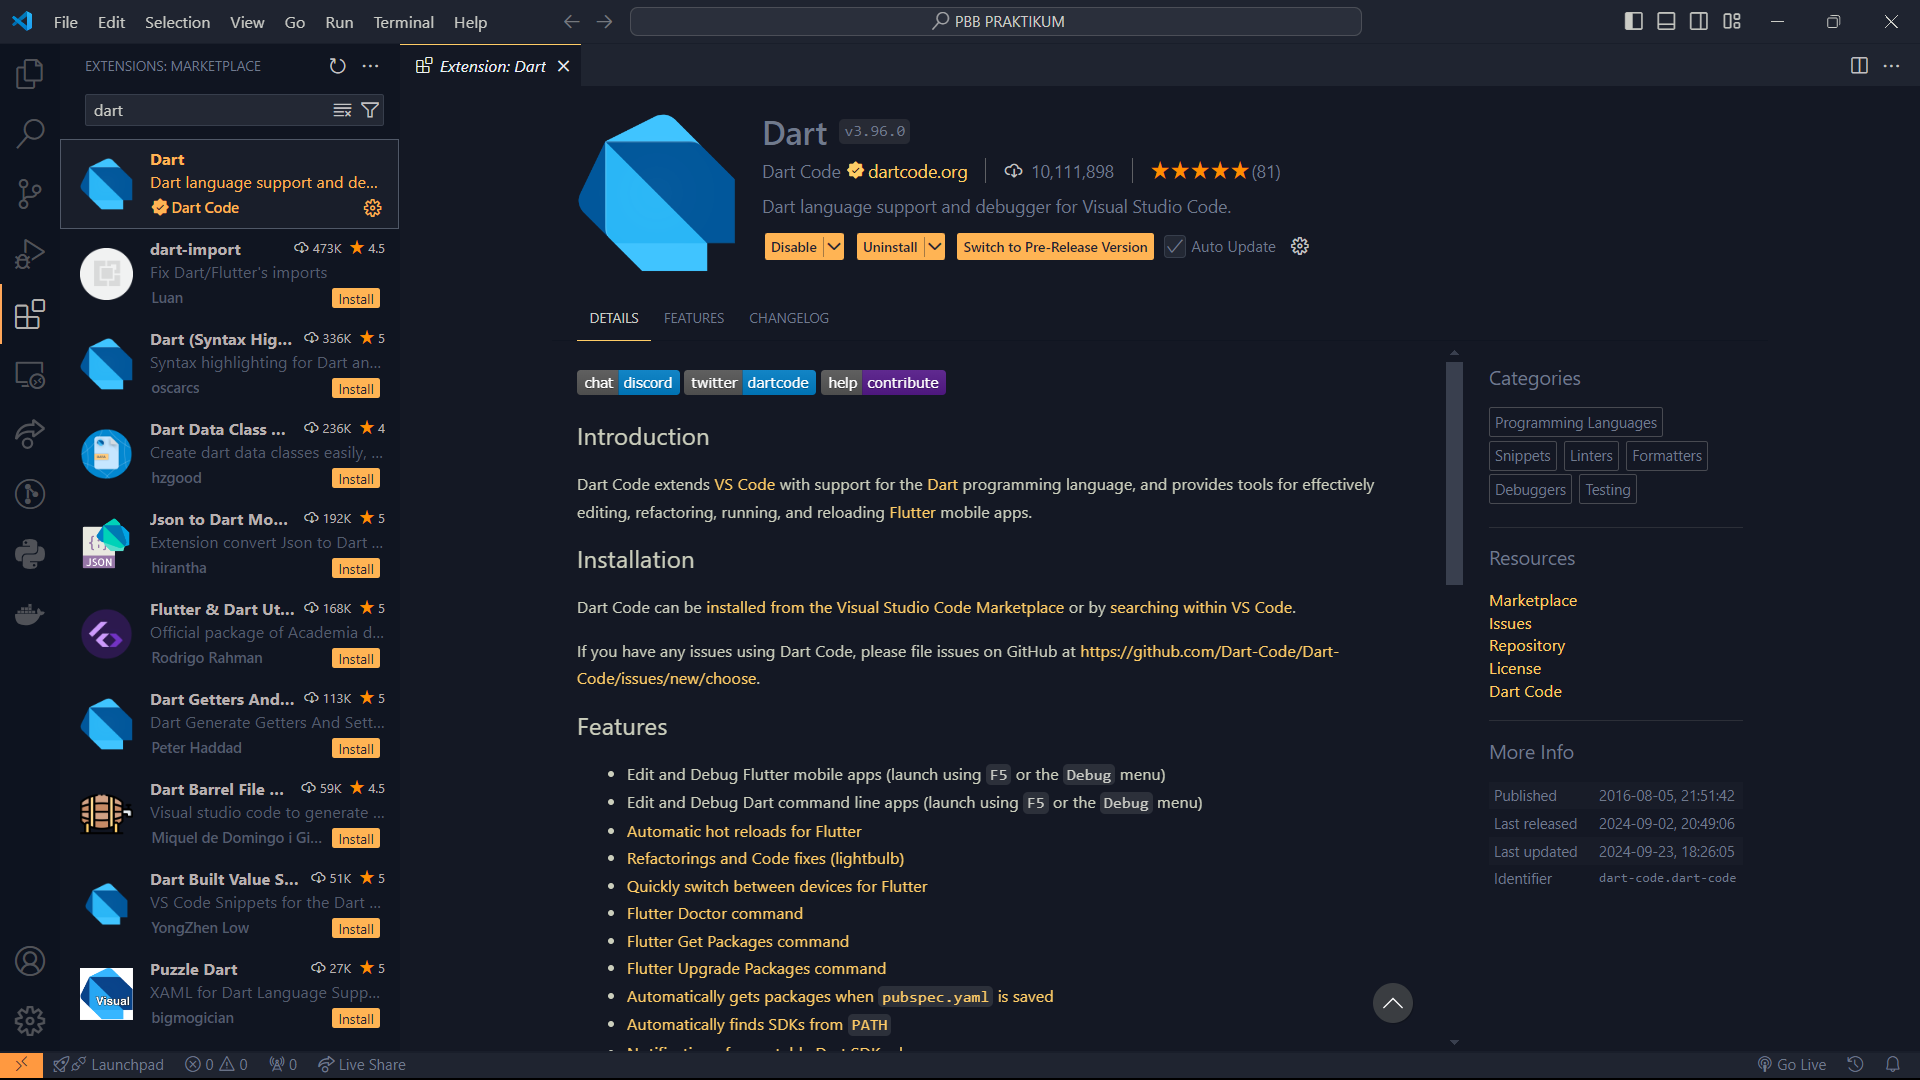 File Edit Selection View Go Run Terminal Help
PBB PRAKTIKUM
EXTENSIONS: MARKETPLACE
dart
Dart
Dart language support and de...
Dart Code
dart-import 473K 4.5
Fix Dart/Flutter's imports
Luan Install
Dart (Syntax Hig... 336K 5
Syntax highlighting for Dart an...
oscarcs Install
Dart Data Class ... 236K 4
Create dart data classes easily, ...
hzgood Install
Json to Dart Mo... 192K 5
Extension convert Json to Dart ...
hirantha Install
JSON
Flutter & Dart Ut... 168K 5
Official package of Academia d...
Rodrigo Rahman Install
Dart Getters And... 113K 5
Dart Generate Getters And Sett...
Peter Haddad Install
Dart Barrel File ... 59K 4.5
Visual studio code to generate ...
Miquel de Domingo i Gi... Install
Dart Built Value S... 51K 5
VS Code Snippets for the Dart ...
YongZhen Low Install
Puzzle Dart 27K 5
XAML for Dart Language Supp...
bigmogician Install
Visual
Extension: Dart
Dart v3.96.0
Dart Code dartcode.org 10,111,898 (81)
Dart language support and debugger for Visual Studio Code.
Disable Uninstall Switch to Pre-Release Version Auto Update
DETAILS FEATURES CHANGELOG
chat discord twitter dartcode help contribute
Introduction
Dart Code extends VS Code with support for the Dart programming language, and provides tools for effectively
editing, refactoring, running, and reloading Flutter mobile apps.
Installation
Dart Code can be installed from the Visual Studio Code Marketplace or by searching within VS Code.
If you have any issues using Dart Code, please file issues on GitHub at https://github.com/Dart-Code/Dart-
Code/issues/new/choose.
Features
Edit and Debug Flutter mobile apps (launch using F5 or the Debug menu)
Edit and Debug Dart command line apps (launch using F5 or the Debug menu)
Automatic hot reloads for Flutter
Refactorings and Code fixes (lightbulb)
Quickly switch between devices for Flutter
Flutter Doctor command
Flutter Get Packages command
Flutter Upgrade Packages command
Automatically gets packages when pubspec.yaml is saved
Automatically finds SDKs from PATH
Categories
Programming Languages
Snippets Linters Formatters
Debuggers Testing
Resources
Marketplace
Issues
Repository
License
Dart Code
More Info
Published 2016-08-05, 21:51:42
Last released 2024-09-02, 20:49:06
Last updated 2024-09-23, 18:26:05
Identifier dart-code.dart-code
Launchpad 0 0 0 Live Share Go Live